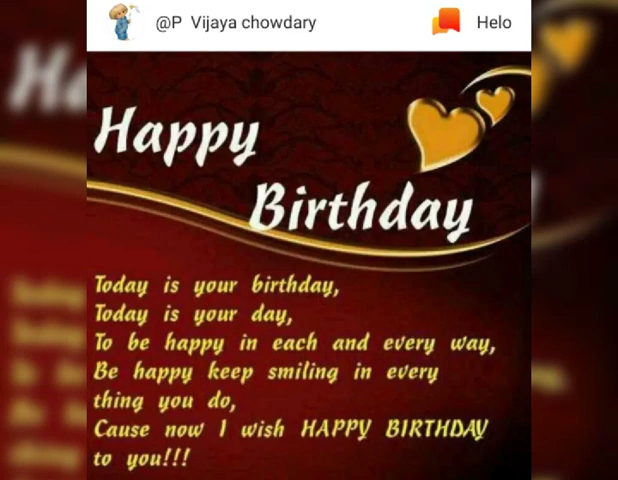 @P Vijaya chowdary
Helo
Happy
Birthday
Today is your birthday,
Today is your day,
To be happy in each and every way,
Be happy keep smiling in every
thing you do,
Cause now I wish HAPPY BIRTHDAY
to you!!!